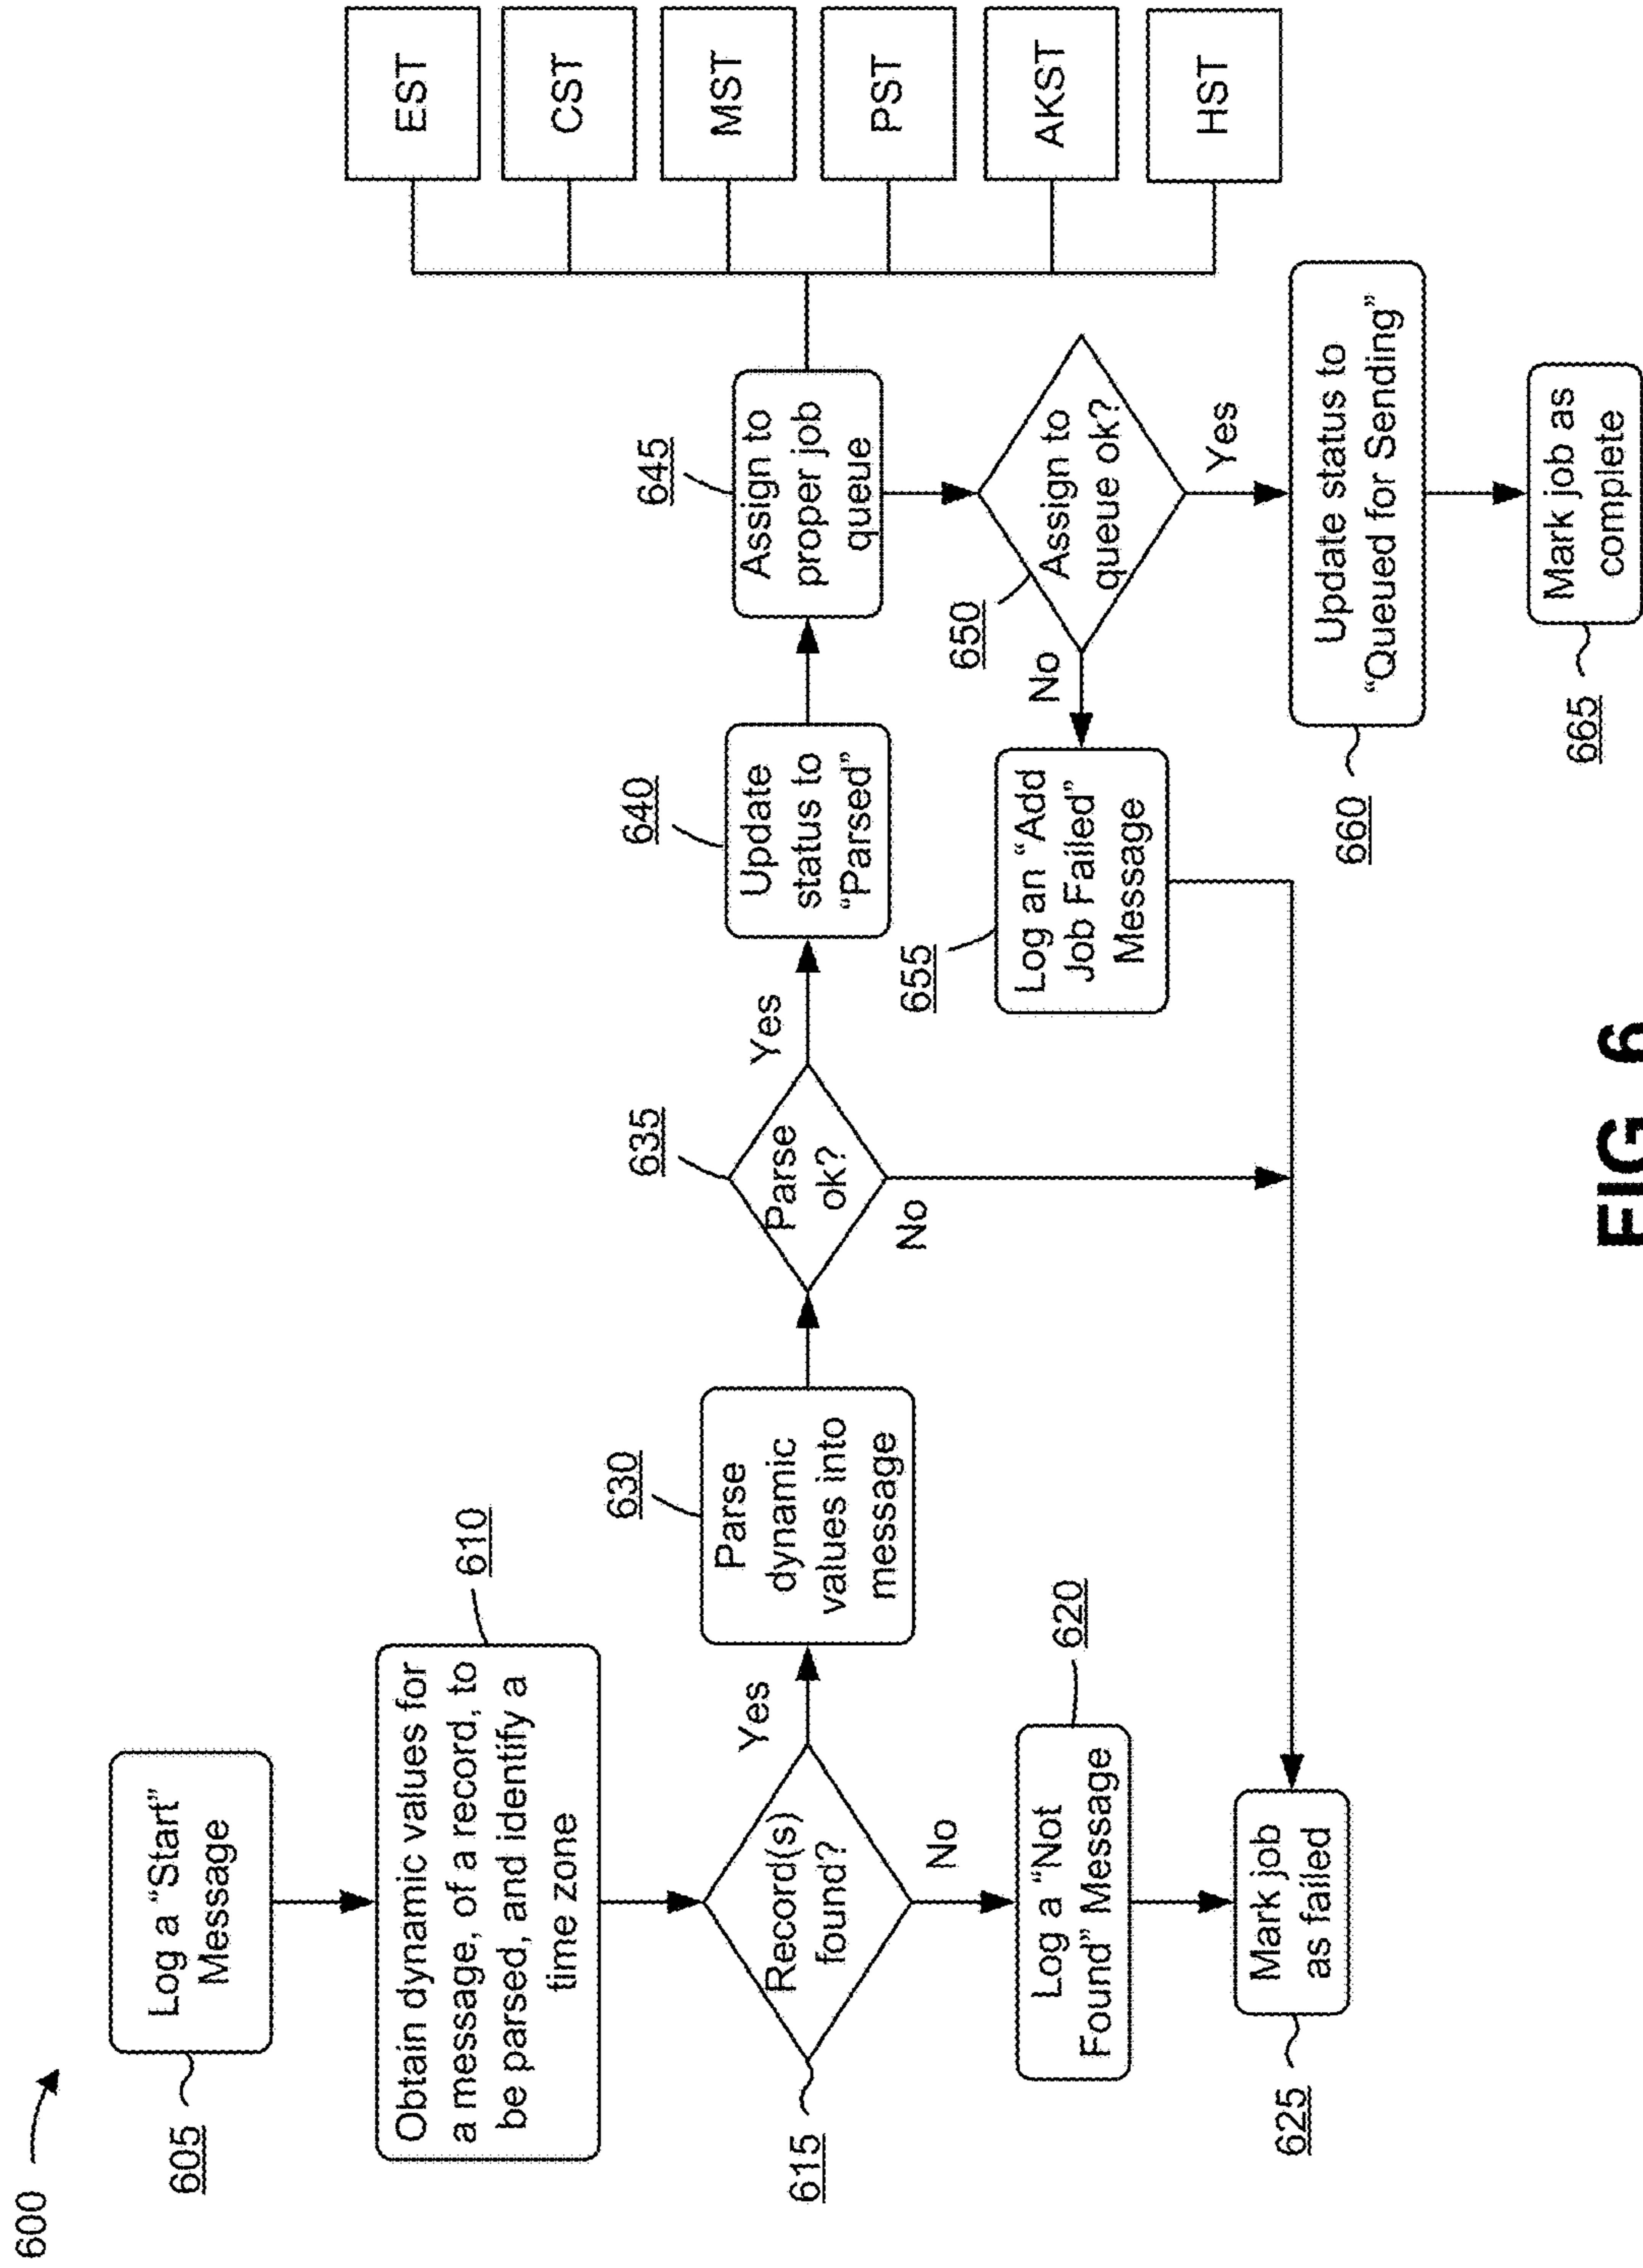 600
605
Log a “Start”
Message
610
Obtain dynamic values for
a message, of a record, to
be parsed, and identify a
time zone
615
Record(s)
found?
Yes
No
620
Log a “Not
Found” Message
625
Mark job
as failed
630
Parse
dynamic
values into
message
635
Parse
ok?
Yes
No
640
Update
status to
“Parsed”
645
Assign to
proper job
queue
EST
CST
MST
PST
AKST
HST
650
Assign to
queue ok?
No
Yes
655
Log an “Add
Job Failed”
Message
660
Update status to
“Queued for Sending”
665
Mark job as
complete
FIG. 6